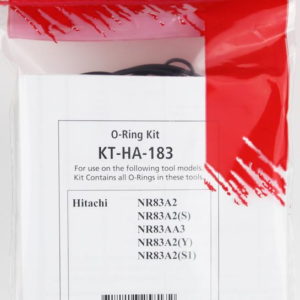 O-Ring Kit
KT-HA-183
For use on the following tool models.
Kit Contains all O-Rings in these tools
Hitachi NR83A2
NR83A2(S)
NR83AA3
NR83A2(Y)
NR83A2(S1)